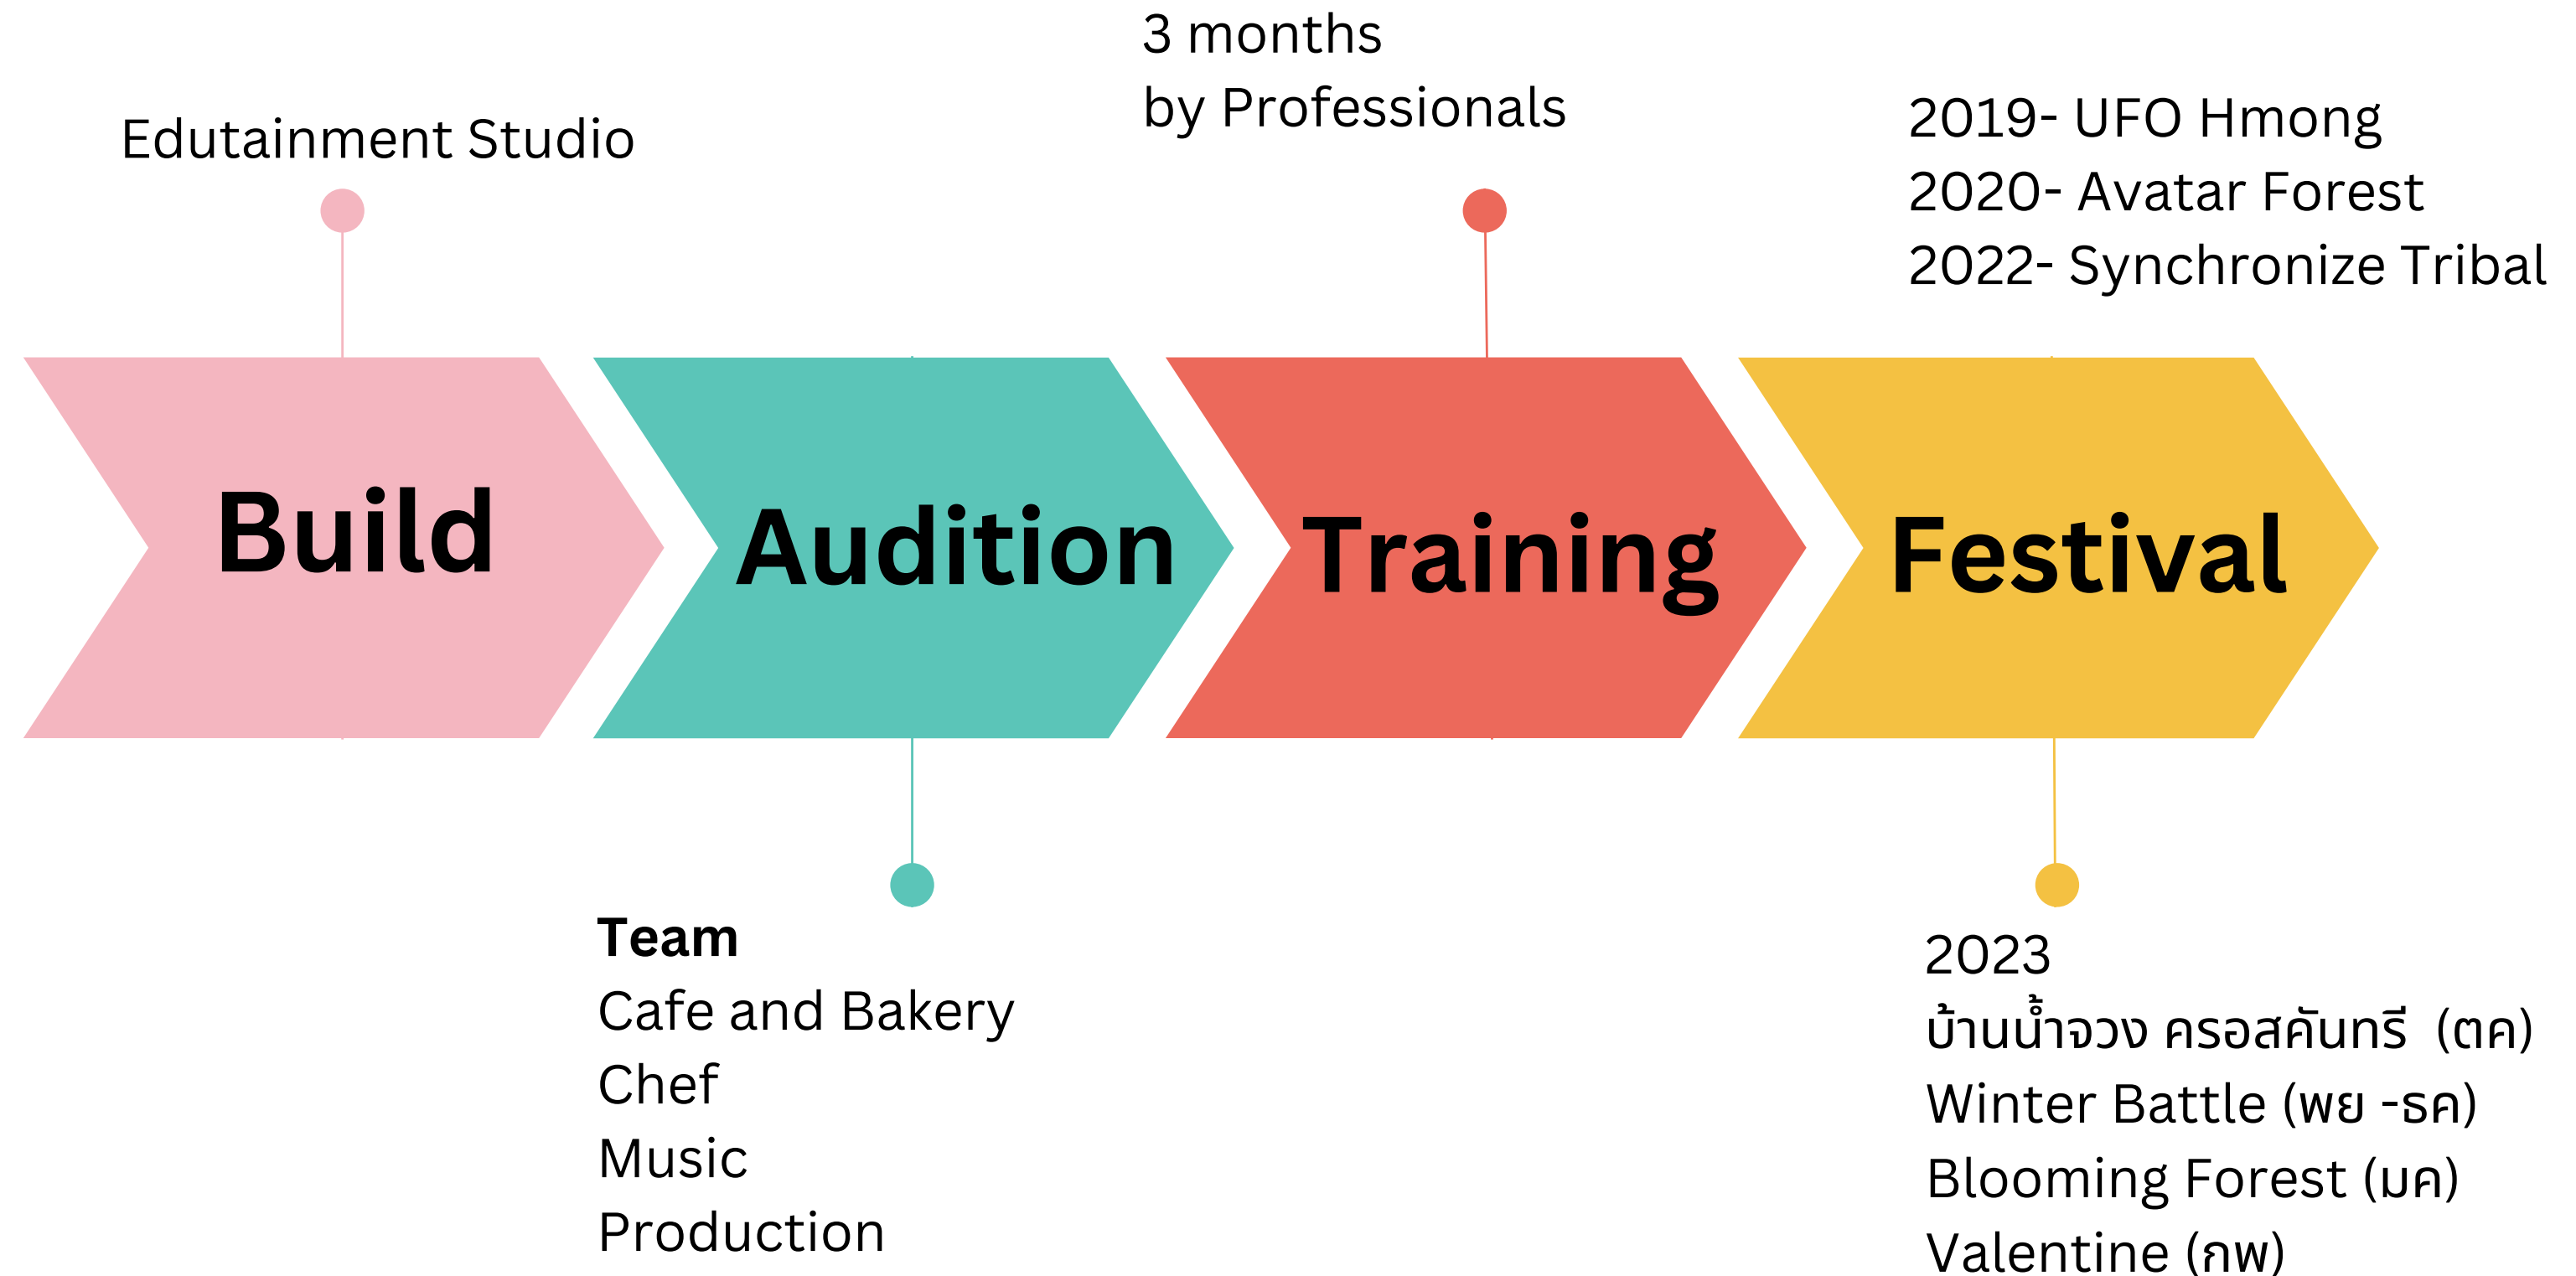 Edutainment Studio
3 months
by Professionals
2019- UFO Hmong
2020- Avatar Forest
2022- Synchronize Tribal
Build
Audition
Training
Festival
Team
Cafe and Bakery
Chef
Music
Production
2023
บ้านน้ำจวง ครอสคันทรี (ตค)
Winter Battle (พย -ธค)
Blooming Forest (มค)
Valentine (กพ)